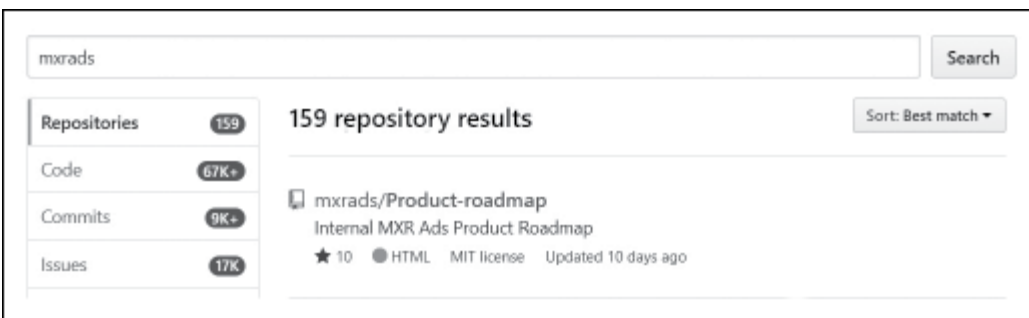 mxrads
Search
Repositories 159
Code 67K+
Commits 9K+
Issues 17K
159 repository results
Sort: Best match
mxrads/Product-roadmap
Internal MXR Ads Product Roadmap
10 HTML MIT license Updated 10 days ago